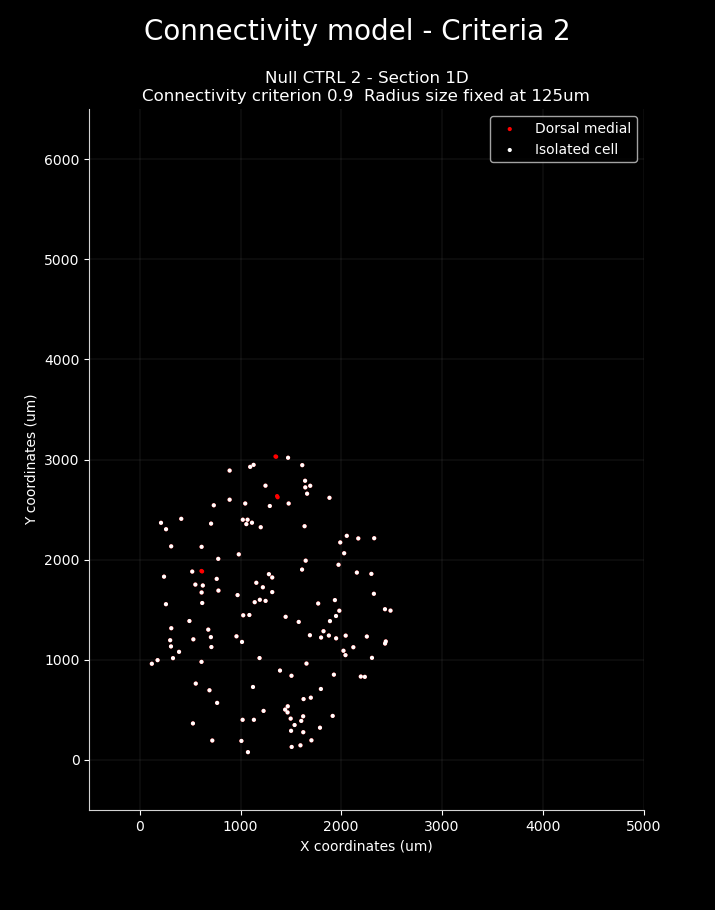 Connectivity model - Criteria 2
Null CTRL 2 - Section 1D
Connectivity criterion 0.9  Radius size fixed at 125um
Dorsal medial
Isolated cell
6000
5000
4000
3000
2000
1000
0
Y coordinates (um)
0
1000
2000
3000
4000
5000
X coordinates (um)